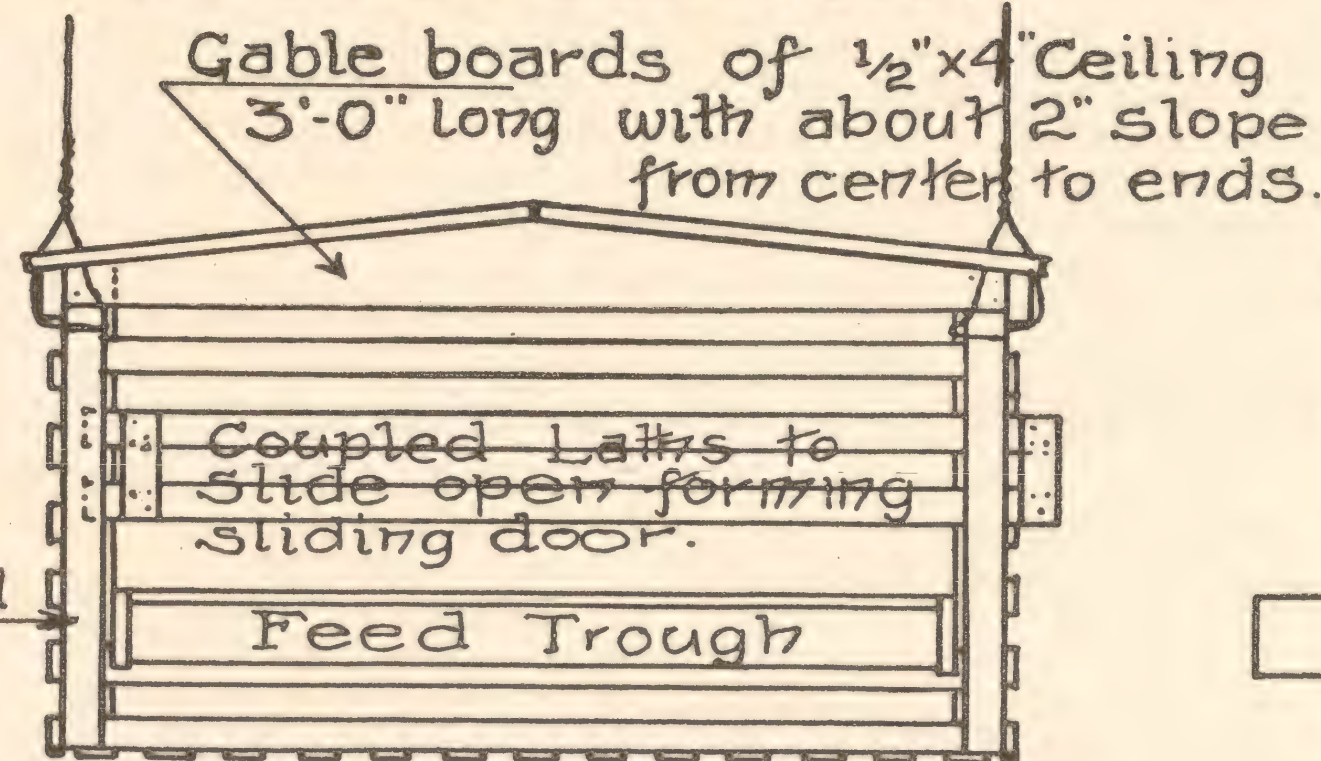 Gable boards of ½"x4" Ceiling
3'-0" long with about 2" slope
from center to ends.
Coupled Laths to
slide open forming
sliding door.
Feed Trough